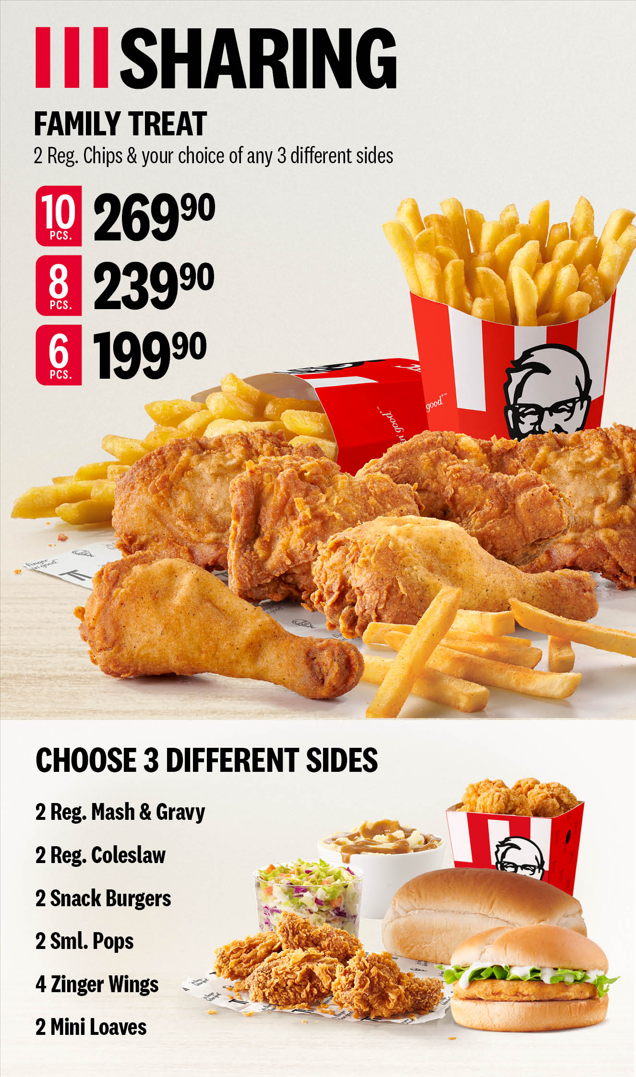 SHARING
FAMILY TREAT
2 Reg. Chips & your choice of any 3 different sides
10 PCS. 269⁹⁰
8 PCS. 239⁹⁰
6 PCS. 199⁹⁰
good."
good."
CHOOSE 3 DIFFERENT SIDES
2 Reg. Mash & Gravy
2 Reg. Coleslaw
2 Snack Burgers
2 Sml. Pops
4 Zinger Wings
2 Mini Loaves